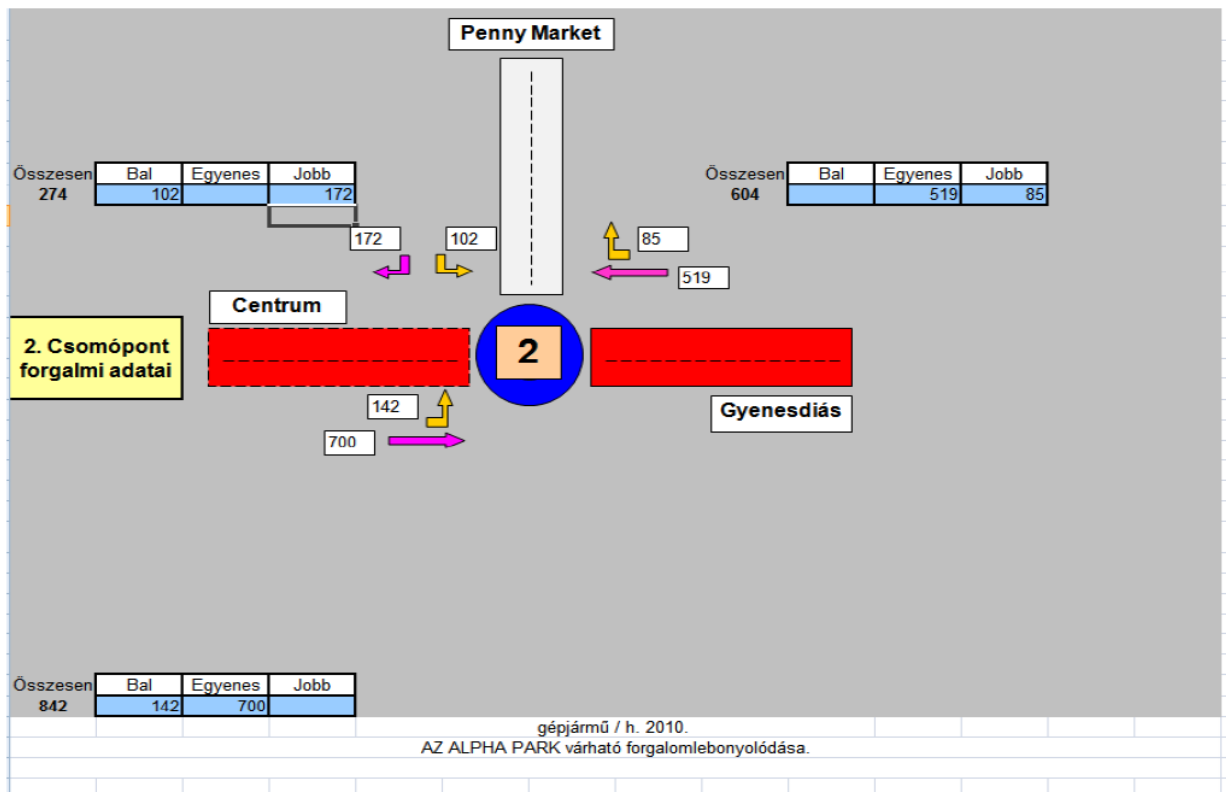 Penny Market
Összesen Bal Egyenes Jobb
274 102 172
Összesen Bal Egyenes Jobb
604 519 85
172 102 85
519
Centrum
2. Csomópont
forgalmi adatai
2
142
Gyenesdiás
700
Összesen Bal Egyenes Jobb
842 142 700
gépjármű / h. 2010.
AZ ALPHA PARK várható forgalomlebonyolódása.